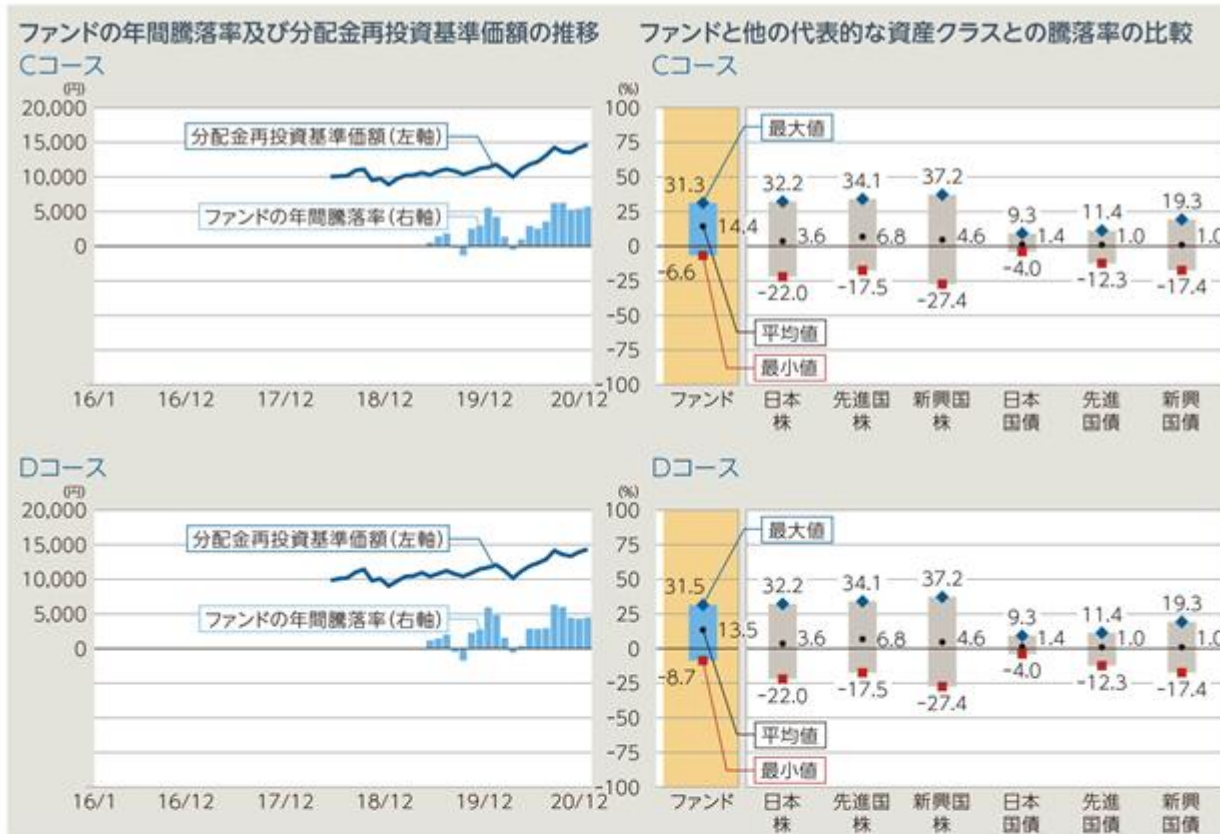 ファンドの年間騰落率及び分配金再投資基準価額の推移
Cコース
(円)
20,000
15,000
10,000
5,000
0
分配金再投資基準価額(左軸)
ファンドの年間騰落率(右軸)
16/1 16/12 17/12 18/12 19/12 20/12
ファンドと他の代表的な資産クラスとの騰落率の比較
Cコース
(%)
100
75
50
25
0
-25
-50
-75
-100
最大値
31.3 32.2 34.1 37.2 9.3 11.4 19.3
14.4 3.6 6.8 4.6 1.4 1.0 1.0
-6.6 -22.0 -17.5 -27.4 -4.0 -12.3 -17.4
平均値
最小値
ファンド 日本株 先進国株 新興国株 日本国債 先進国債 新興国債
Dコース
(円)
20,000
15,000
10,000
5,000
0
分配金再投資基準価額(左軸)
ファンドの年間騰落率(右軸)
16/1 16/12 17/12 18/12 19/12 20/12
Dコース
(%)
100
75
50
25
0
-25
-50
-75
-100
最大値
31.5 32.2 34.1 37.2 9.3 11.4 19.3
13.5 3.6 6.8 4.6 1.4 1.0 1.0
-8.7 -22.0 -17.5 -27.4 -4.0 -12.3 -17.4
平均値
最小値
ファンド 日本株 先進国株 新興国株 日本国債 先進国債 新興国債